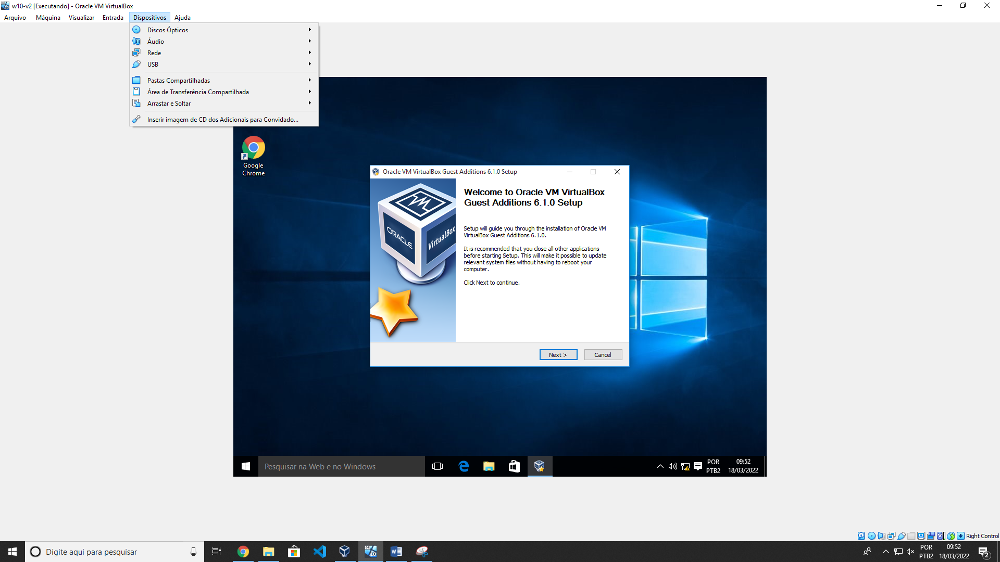 w10-v2 [Executando] - Oracle VM VirtualBox
Arquivo Máquina Visualizar Entrada Dispositivos Ajuda
Discos Ópticos
Áudio
Rede
USB
Pastas Compartilhadas
Área de Transferência Compartilhada
Arrastar e Soltar
Inserir imagem de CD dos Adicionais para Convidado...
Google
Chrome
Oracle VM VirtualBox Guest Additions 6.1.0 Setup
ORACLE
VirtualBox
Welcome to Oracle VM VirtualBox
Guest Additions 6.1.0 Setup
Setup will guide you through the installation of Oracle VM
VirtualBox Guest Additions 6.1.0.
It is recommended that you close all other applications
before starting Setup. This will make it possible to update
relevant system files without having to reboot your
computer.
Click Next to continue.
Next >
Cancel
Pesquisar na Web e no Windows
POR
PTB2
09:52
18/03/2022
Right Control
Digite aqui para pesquisar
64
10
POR
PTB2
09:52
18/03/2022
2